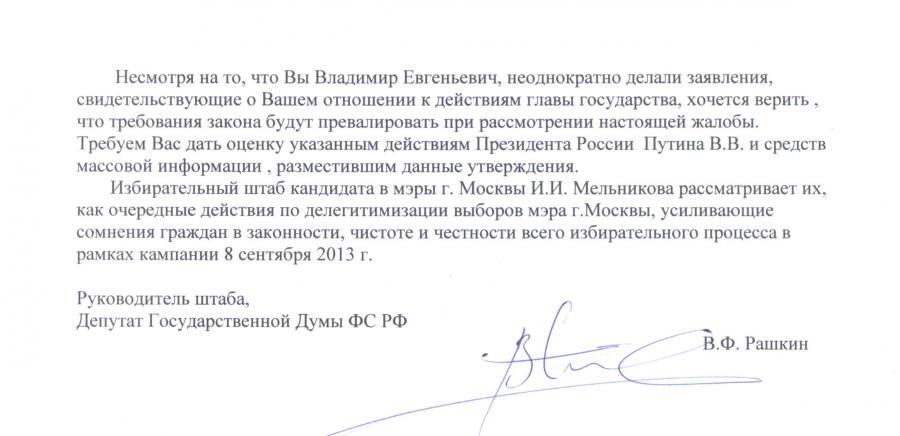 Несмотря на то, что Вы Владимир Евгеньевич, неоднократно делали заявления,
свидетельствующие о Вашем отношении к действиям главы государства, хочется верить ,
что требования закона будут превалировать при рассмотрении настоящей жалобы.
Требуем Вас дать оценку указанным действиям Президента России Путина В.В. и средств
массовой информации , разместившим данные утверждения.
Избирательный штаб кандидата в мэры г. Москвы И.И. Мельникова рассматривает их,
как очередные действия по делегитимизации выборов мэра г.Москвы, усиливающие
сомнения граждан в законности, чистоте и честности всего избирательного процесса в
рамках кампании 8 сентября 2013 г.
Руководитель штаба,
Депутат Государственной Думы ФС РФ
В.Ф. Рашкин